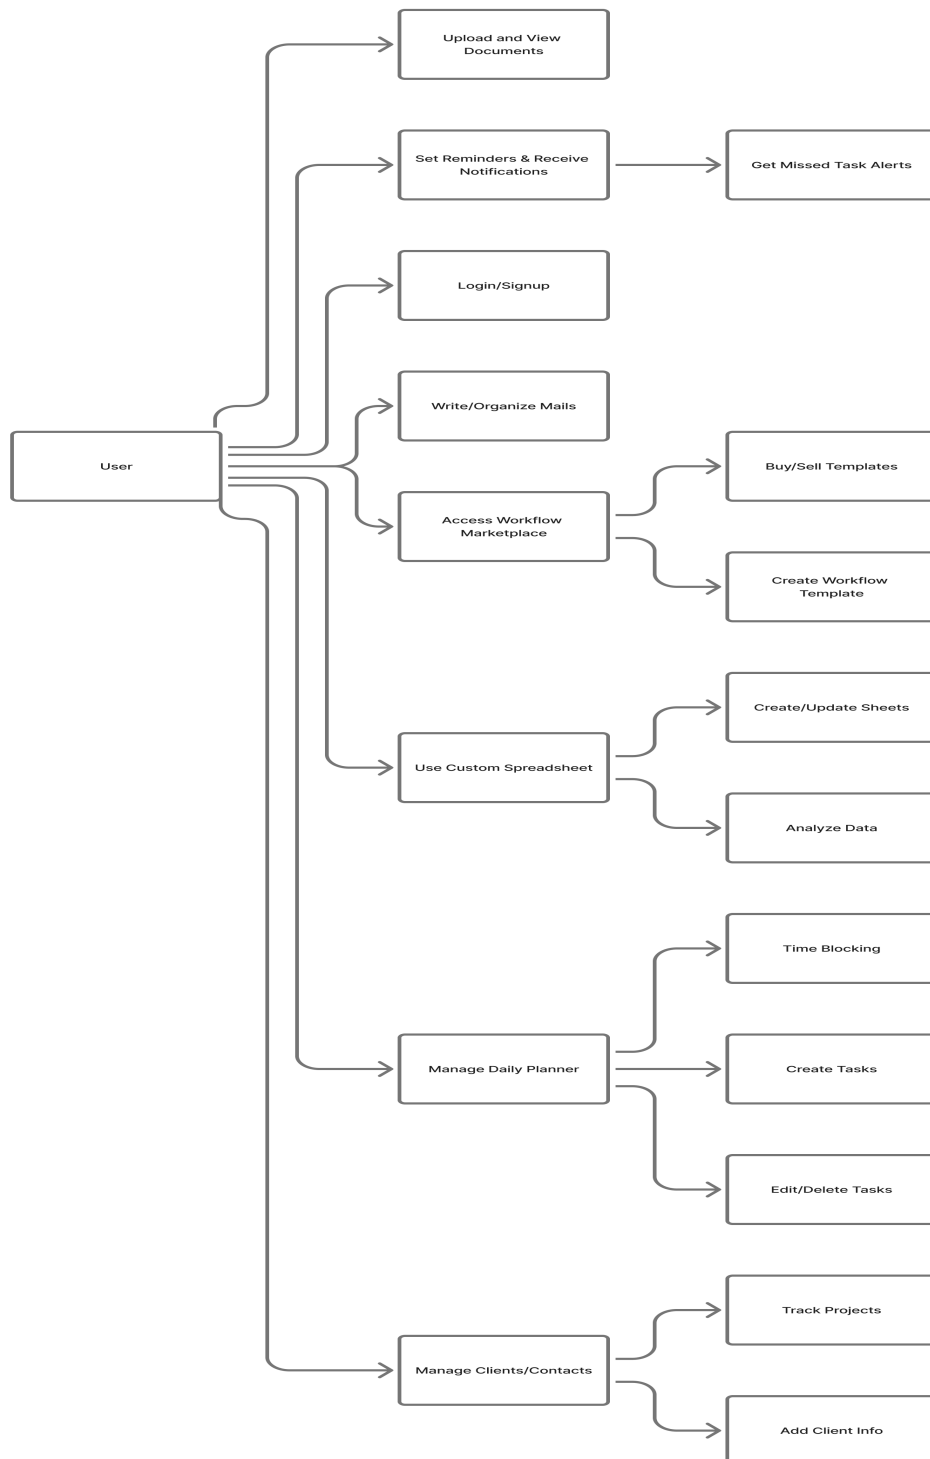 Upload and View
Documents
Set Reminders & Receive
Notifications
Get Missed Task Alerts
Login/Signup
Write/Organize Mails
User
Buy/Sell Templates
Access Workflow
Marketplace
Create Workflow
Template
Create/Update Sheets
Use Custom Spreadsheet
Analyze Data
Time Blocking
Manage Daily Planner
Create Tasks
Edit/Delete Tasks
Track Projects
Manage Clients/Contacts
Add Client Info